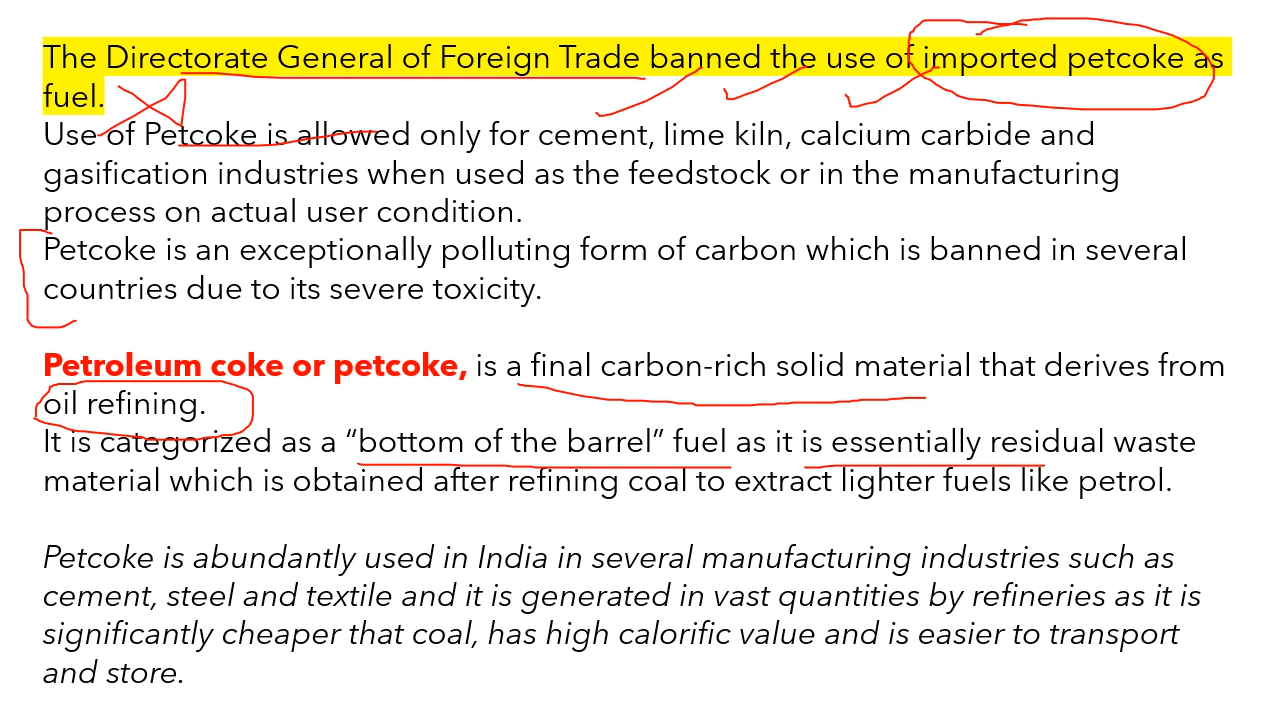 The Directorate General of Foreign Trade banned the use of imported petcoke as
fuel.
Use of Petcoke is allowed only for cement, lime kiln, calcium carbide and
gasification industries when used as the feedstock or in the manufacturing
process on actual user condition.
Petcoke is an exceptionally polluting form of carbon which is banned in several
countries due to its severe toxicity.
Petroleum coke or petcoke, is a final carbon-rich solid material that derives from
oil refining.
It is categorized as a “bottom of the barrel” fuel as it is essentially residual waste
material which is obtained after refining coal to extract lighter fuels like petrol.
Petcoke is abundantly used in India in several manufacturing industries such as
cement, steel and textile and it is generated in vast quantities by refineries as it is
significantly cheaper that coal, has high calorific value and is easier to transport
and store.